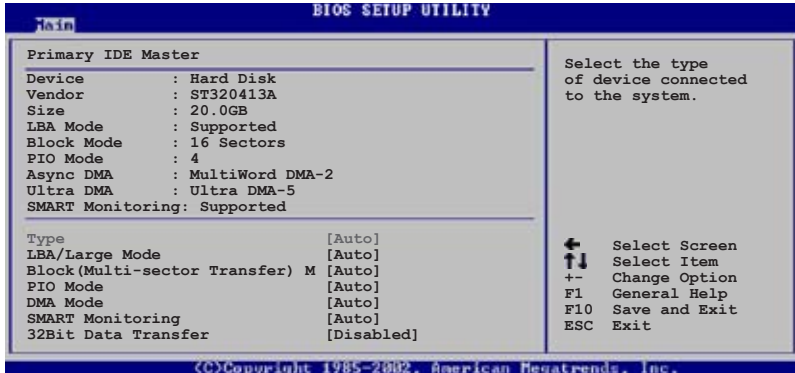 BIOS SETUP UTILITY
Main
Primary IDE Master
Device : Hard Disk
Vendor : ST320413A
Size : 20.0GB
LBA Mode : Supported
Block Mode : 16 Sectors
PIO Mode : 4
Async DMA : MultiWord DMA-2
Ultra DMA : Ultra DMA-5
SMART Monitoring: Supported
Type [Auto]
LBA/Large Mode [Auto]
Block(Multi-sector Transfer) M [Auto]
PIO Mode [Auto]
DMA Mode [Auto]
SMART Monitoring [Auto]
32Bit Data Transfer [Disabled]
Select the type
of device connected
to the system.
← Select Screen
↑↓ Select Item
+- Change Option
F1 General Help
F10 Save and Exit
ESC Exit
(C)Copyright 1985-2002, American Megatrends, Inc.